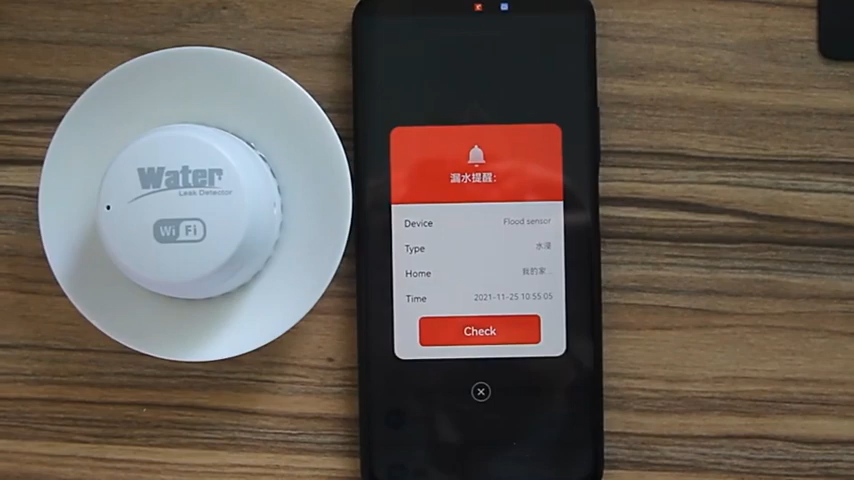 Water
Leak Detector
WiFi
漏水提醒:
Device Flood sensor
Type 水浸
Home 我的家..
Time 2021-11-25 10:55:05
Check